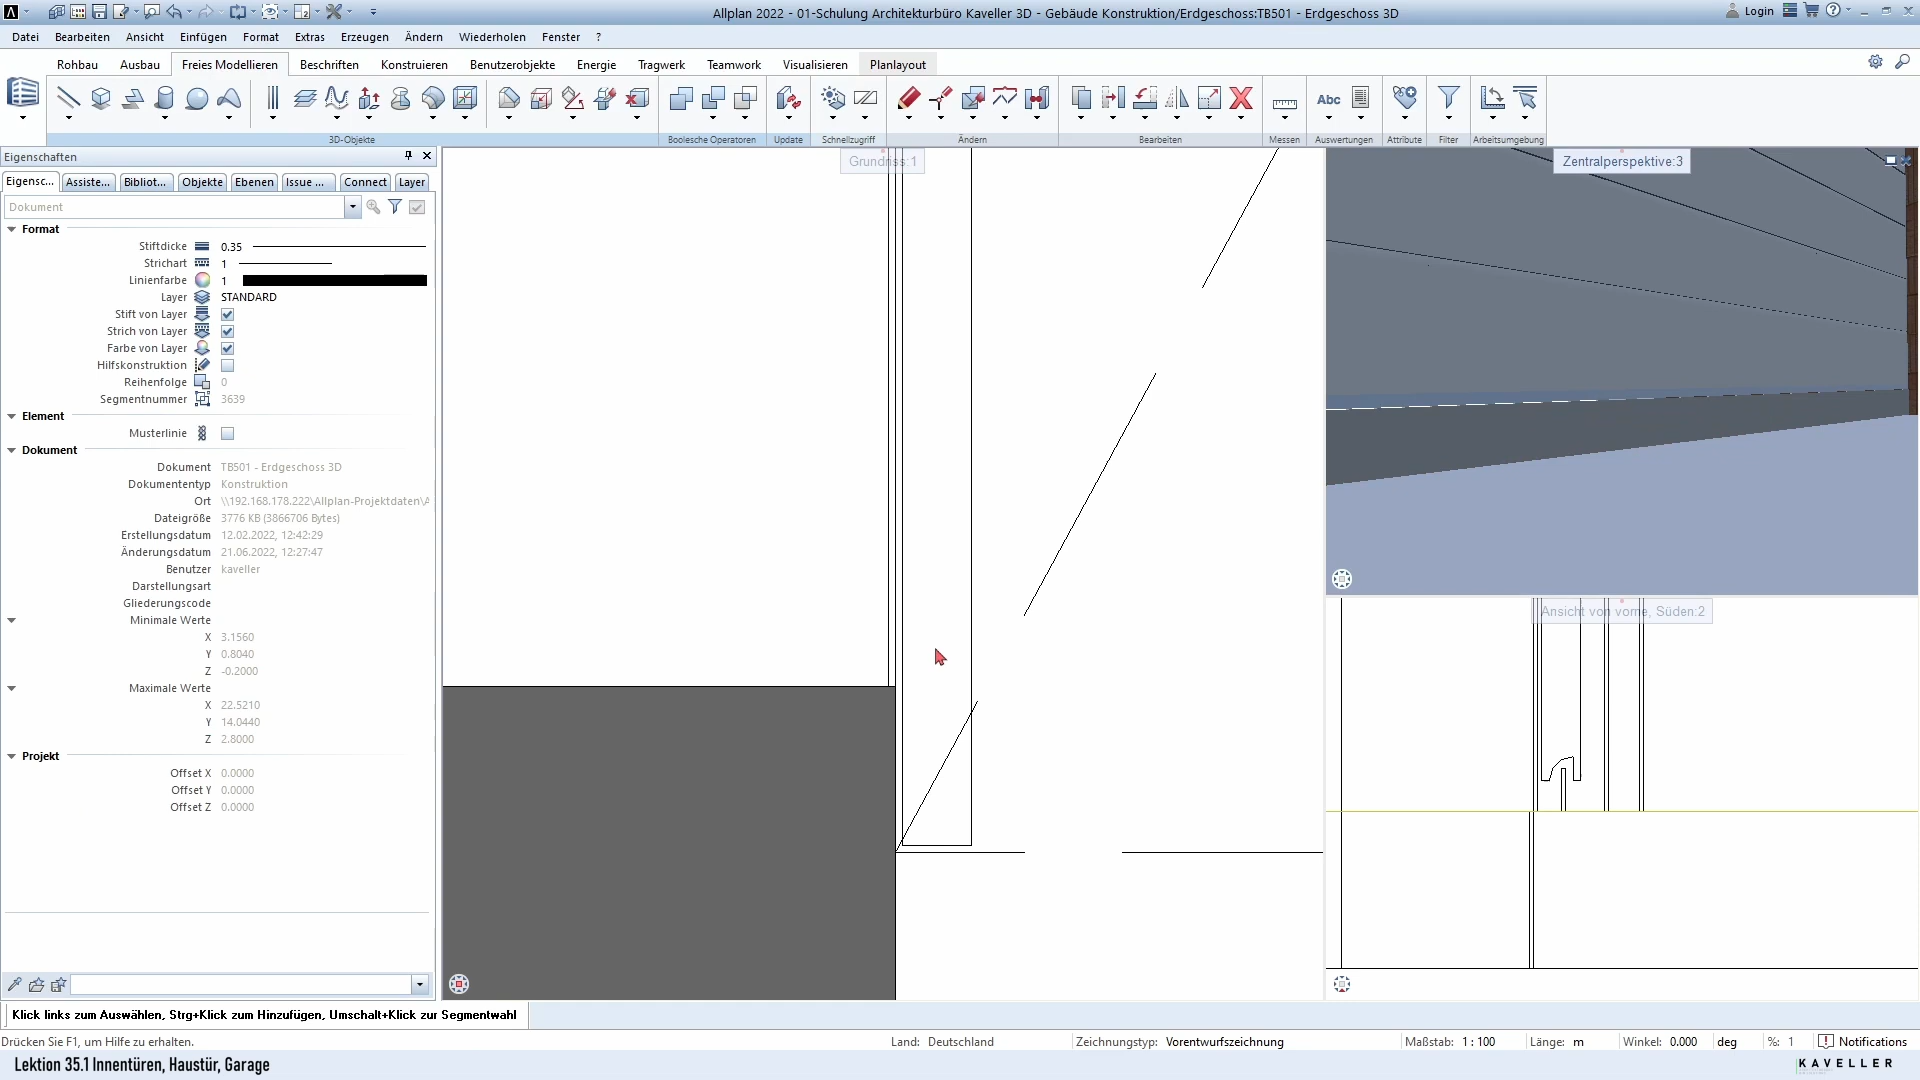 Allplan 2022 - 01-Schulung Architekturbüro Kaveller 3D - Gebäude Konstruktion/Erdgeschoss:TB501 - Erdgeschoss 3D
Login
Datei Bearbeiten Ansicht Einfügen Format Extras Erzeugen Ändern Wiederholen Fenster ?
Rohbau Ausbau Freies Modellieren Beschriften Konstruieren Benutzerobjekte Energie Tragwerk Teamwork Visualisieren Planlayout
Abc
3D-Objekte Boolesche Operatoren Update Schnellzugriff Ändern Bearbeiten Messen Auswertungen Attribute Filter Arbeitsumgebung
Eigenschaften
Eigensc... Assiste... Bibliot... Objekte Ebenen Issue ... Connect Layer
Dokument
Format
Stiftdicke 0.35
Strichart 1
Linienfarbe 1
Layer STANDARD
Stift von Layer
Strich von Layer
Farbe von Layer
Hilfskonstruktion
Reihenfolge 0
Segmentnummer 3639
Element
Musterlinie
Dokument
Dokument TB501 - Erdgeschoss 3D
Dokumententyp Konstruktion
Ort \\192.168.178.222\Allplan-Projektdaten\A
Dateigröße 3776 KB (3866706 Bytes)
Erstellungsdatum 12.02.2022, 12:42:29
Änderungsdatum 21.06.2022, 12:27:47
Benutzer kaveller
Darstellungsart
Gliederungscode
Minimale Werte
X 3.1560
Y 0.8040
Z -0.2000
Maximale Werte
X 22.5210
Y 14.0440
Z 2.8000
Projekt
Offset X 0.0000
Offset Y 0.0000
Offset Z 0.0000
Grundriss:1
Zentralperspektive:3
Ansicht von vorne, Süden:2
Klick links zum Auswählen, Strg+Klick zum Hinzufügen, Umschalt+Klick zur Segmentwahl
Drücken Sie F1, um Hilfe zu erhalten. Land: Deutschland Zeichnungstyp: Vorentwurfszeichnung Maßstab: 1 : 100 Länge: m Winkel: 0.000 deg %: 1 Notifications
Lektion 35.1 Innentüren, Haustür, Garage
KAVELLER